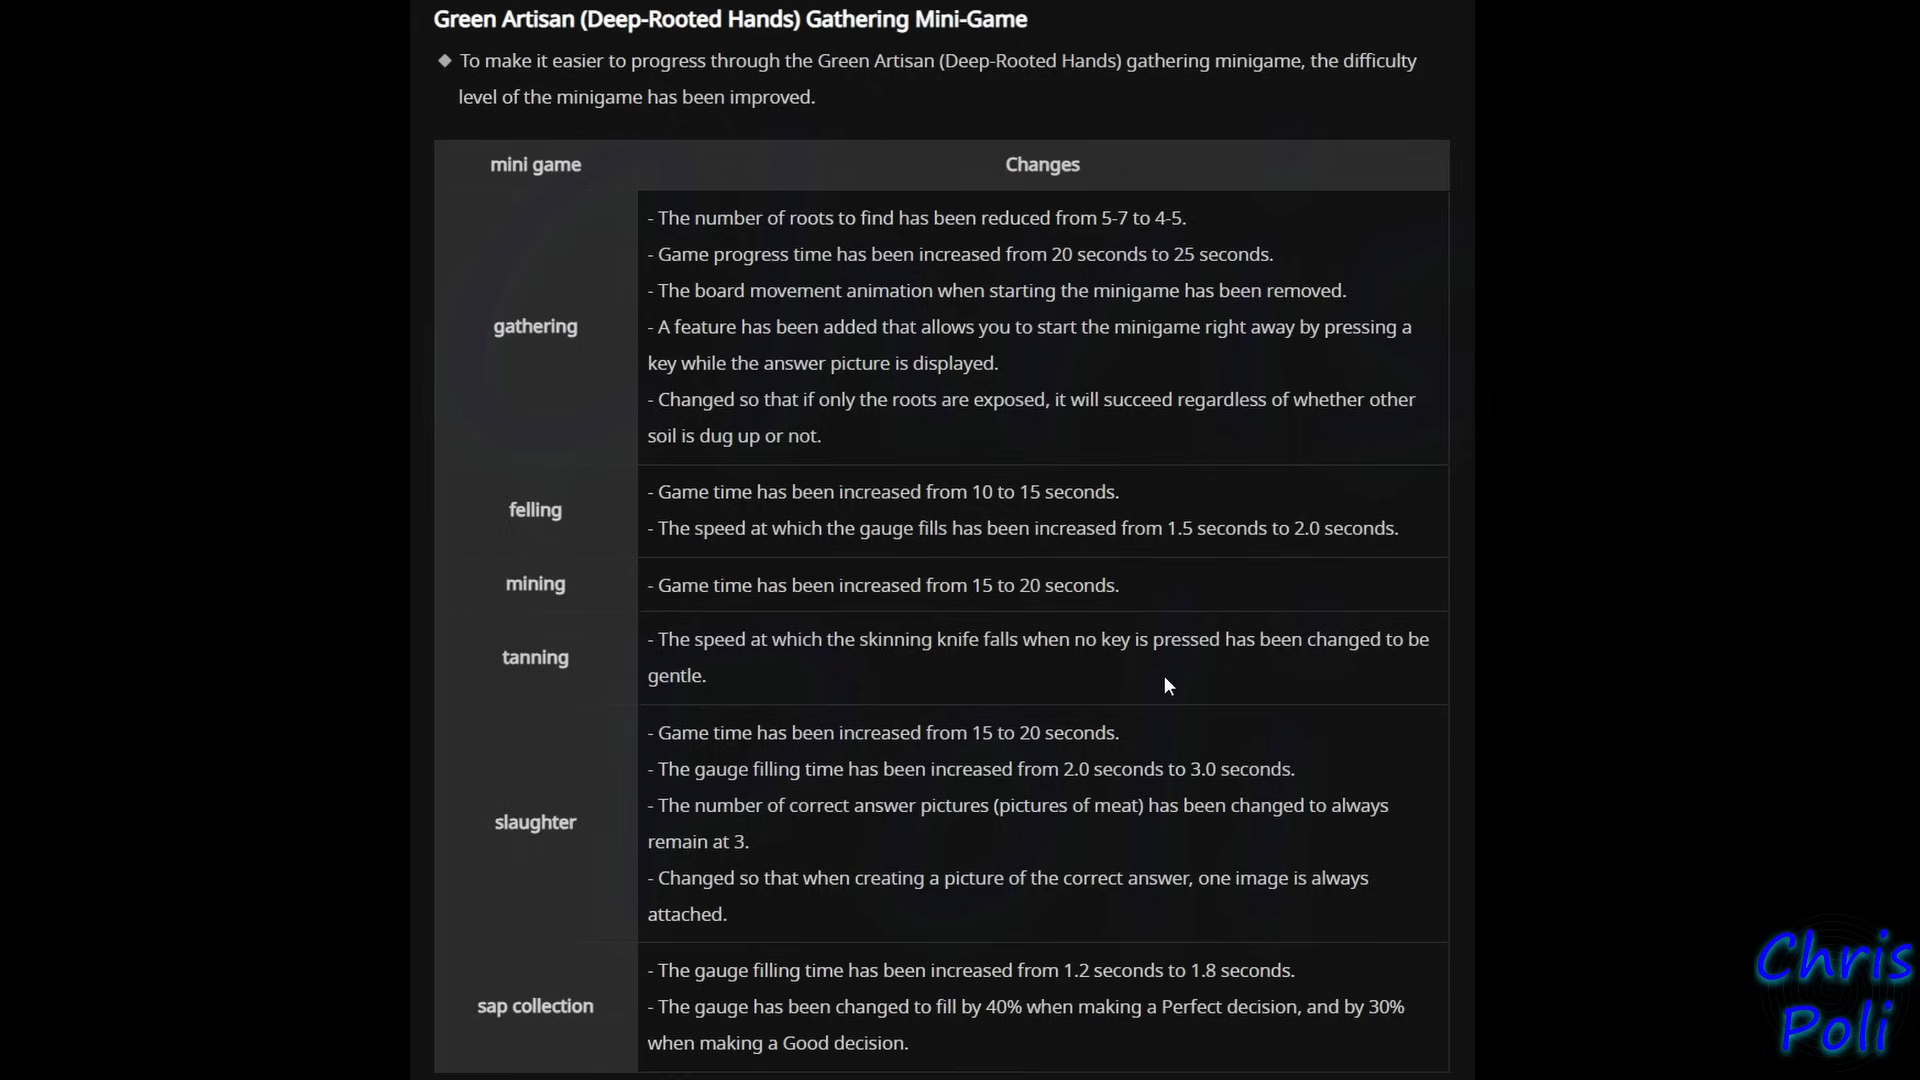 Green Artisan (Deep-Rooted Hands) Gathering Mini-Game
To make it easier to progress through the Green Artisan (Deep-Rooted Hands) gathering minigame, the difficulty
level of the minigame has been improved.
mini game
Changes
gathering
- The number of roots to find has been reduced from 5-7 to 4-5.
- Game progress time has been increased from 20 seconds to 25 seconds.
- The board movement animation when starting the minigame has been removed.
- A feature has been added that allows you to start the minigame right away by pressing a
key while the answer picture is displayed.
- Changed so that if only the roots are exposed, it will succeed regardless of whether other
soil is dug up or not.
felling
- Game time has been increased from 10 to 15 seconds.
- The speed at which the gauge fills has been increased from 1.5 seconds to 2.0 seconds.
mining
- Game time has been increased from 15 to 20 seconds.
tanning
- The speed at which the skinning knife falls when no key is pressed has been changed to be
gentle.
slaughter
- Game time has been increased from 15 to 20 seconds.
- The gauge filling time has been increased from 2.0 seconds to 3.0 seconds.
- The number of correct answer pictures (pictures of meat) has been changed to always
remain at 3.
- Changed so that when creating a picture of the correct answer, one image is always
attached.
sap collection
- The gauge filling time has been increased from 1.2 seconds to 1.8 seconds.
- The gauge has been changed to fill by 40% when making a Perfect decision, and by 30%
when making a Good decision.
Chris
Poli